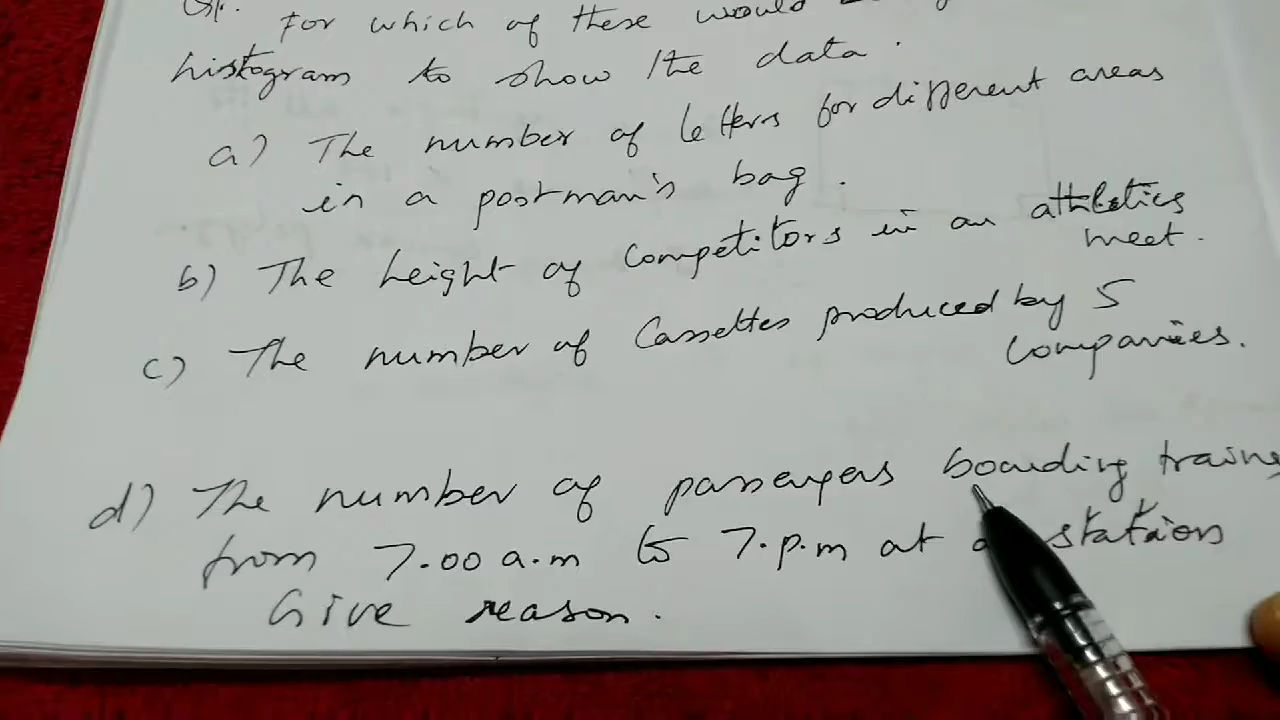 For which of these would
histogram to show the data.
a) The number of letters for different areas
in a postman's bag.
b) The height of competitors in an athletics
meet.
c) The number of Cassettes produced by 5
Companies.
d) The number of passengers boarding trains
from 7.00 a.m to 7.p.m at a station
Give reason.